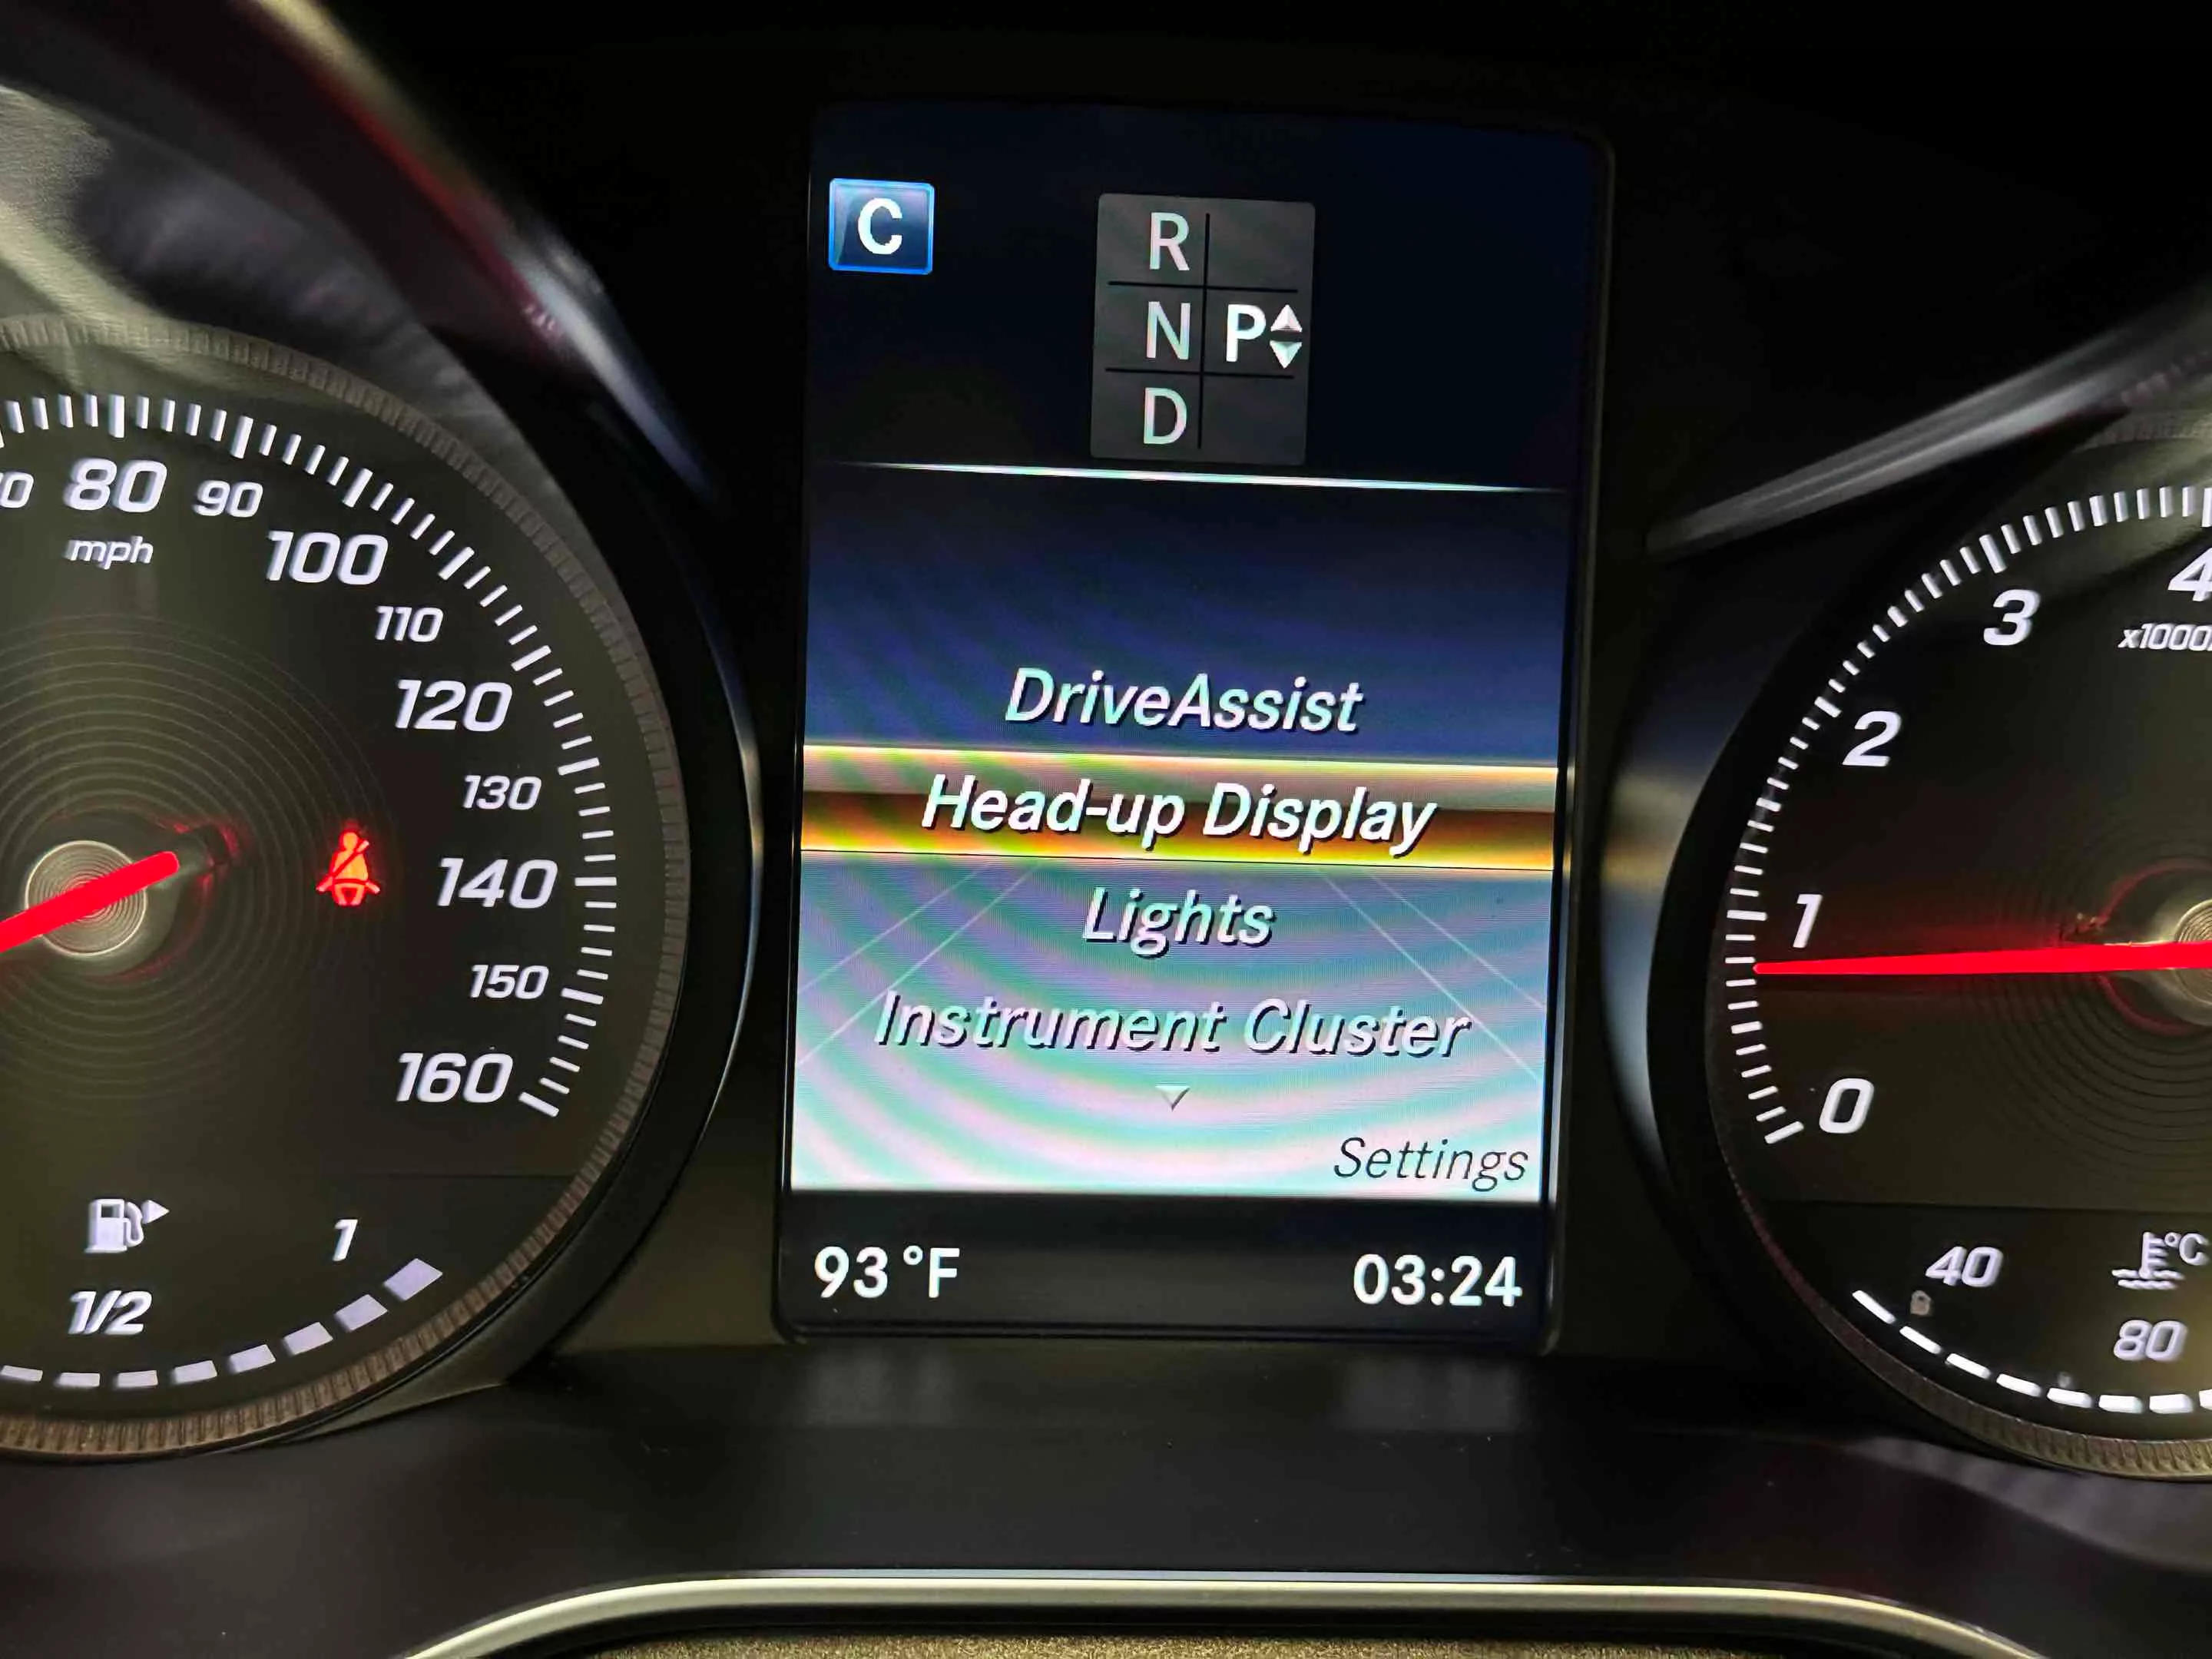 C
R
N P
D
80 90
mph
100
110
120
130
140
150
160
1
1/2
DriveAssist
Head-up Display
Lights
Instrument Cluster
Settings
93 °F 03:24
4
3
x1000
2
1
0
40 °C
80